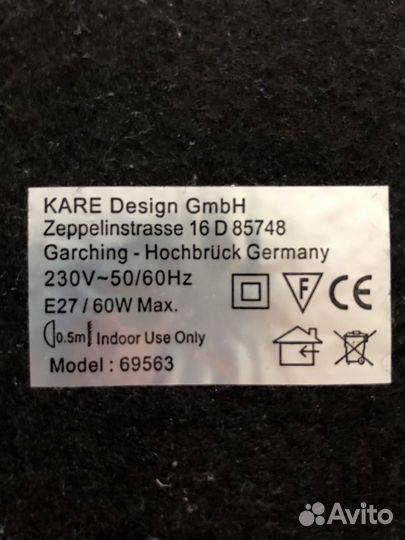 KARE Design GmbH
Zeppelinstrasse 16 D 85748
Garching - Hochbrück Germany
230V~50/60Hz
E27 / 60W Max.
0.5m Indoor Use Only
Model : 69563
F
CE
Avito